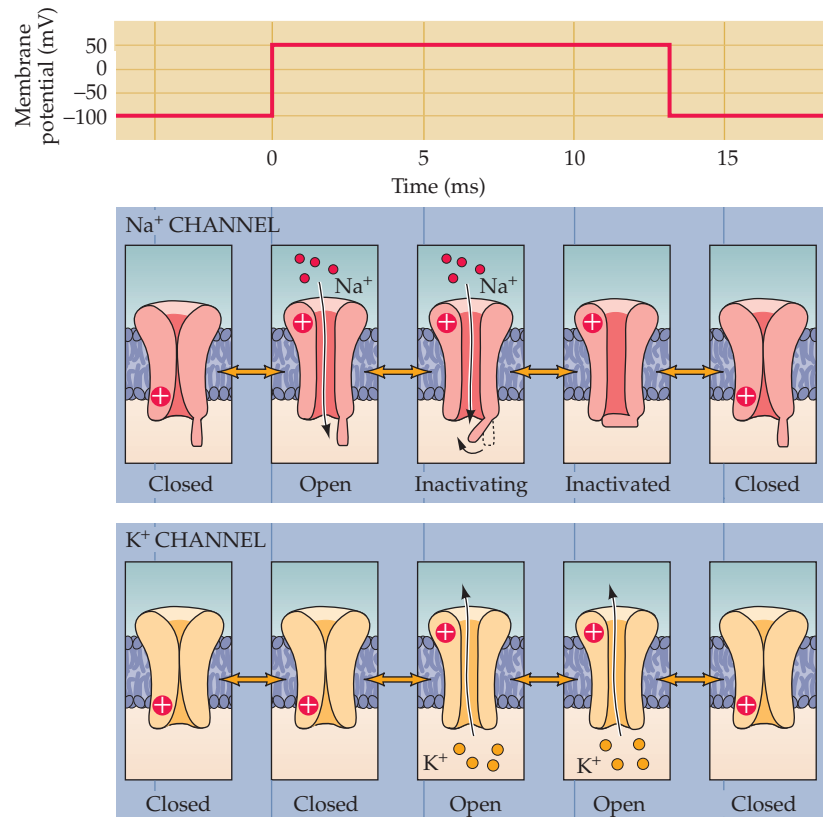 Membrane
potential (mV)
50
0
−50
−100
0 5 10 15
Time (ms)
Na⁺ CHANNEL
Na⁺ Na⁺
+ + + + +
Closed Open Inactivating Inactivated Closed
K⁺ CHANNEL
+ + + + +
K⁺ K⁺
Closed Closed Open Open Closed